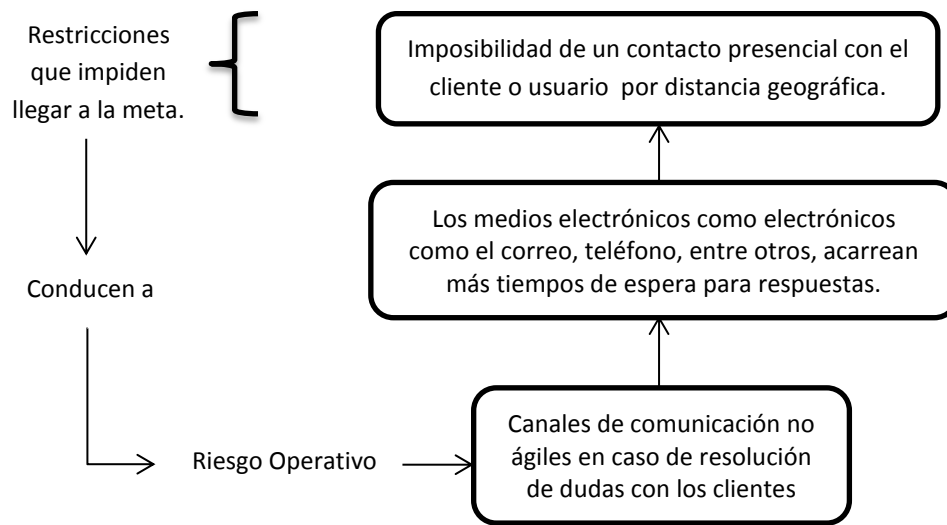 Restricciones
que impiden
llegar a la meta.
Imposibilidad de un contacto presencial con el
cliente o usuario por distancia geográfica.
Los medios electrónicos como electrónicos
como el correo, teléfono, entre otros, acarrean
más tiempos de espera para respuestas.
Conducen a
Riesgo Operativo
Canales de comunicación no
ágiles en caso de resolución
de dudas con los clientes